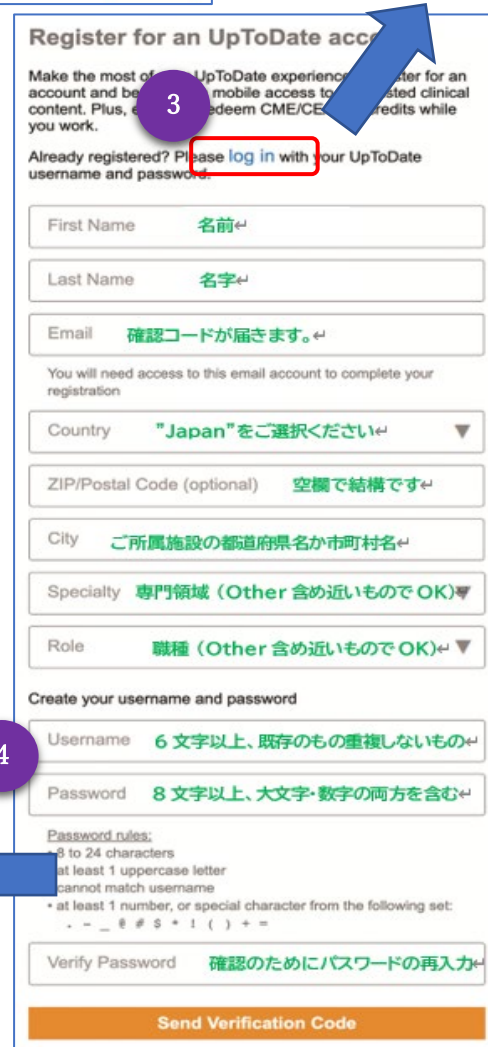 Register for an UpToDate acc
Make the most of UpToDate experience ter for an
account and be mobile access to sted clinical
content. Plus, e edeem CME/CE redits while
you work.
3
Already registered? Please log in with your UpToDate
username and password.
First Name 名前↵
Last Name 名字↵
Email 確認コードが届きます。↵
You will need access to this email account to complete your
registration
Country ”Japan”をご選択ください↵ ▼
ZIP/Postal Code (optional) 空欄で結構です↵
City ご所属施設の都道府県名か市町村名↵
Specialty 専門領域（Other 含め近いもので OK）▼
Role 職種（Other 含め近いもので OK）↵ ▼
Create your username and password
4
Username 6 文字以上、既存のもの重複しないもの↵
Password 8 文字以上、大文字・数字の両方を含む↵
Password rules:
• 8 to 24 characters
at least 1 uppercase letter
cannot match username
• at least 1 number, or special character from the following set:
. - _ @ # $ * ! ( ) + =
Verify Password 確認のためにパスワードの再入力↵
Send Verification Code